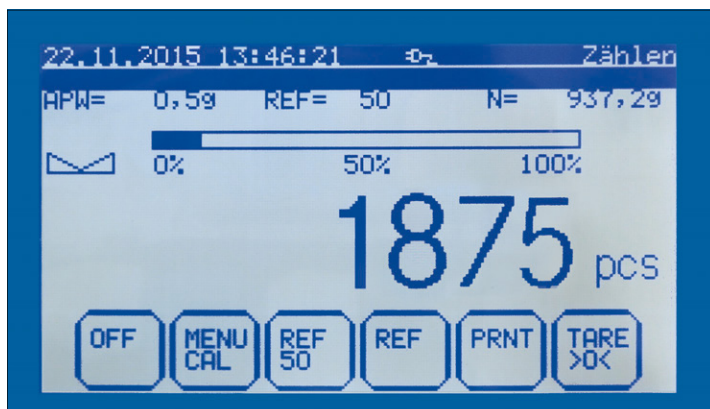 22.11.2015 13:46:21 Zählen
APW= 0,5g REF= 50 N= 937,2g
0% 50% 100%
1875 pcs
OFF MENU CAL REF 50 REF PRNT TARE >0<